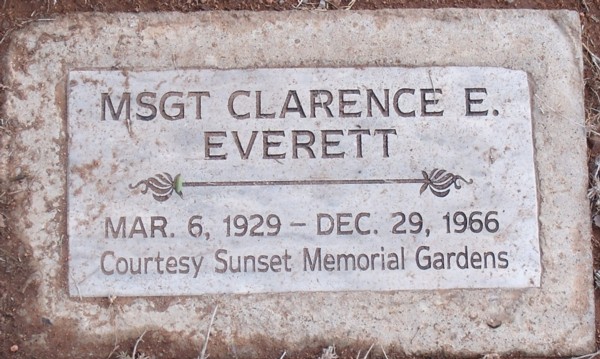 MSGT CLARENCE E.
EVERETT
MAR. 6, 1929 – DEC. 29, 1966
Courtesy Sunset Memorial Gardens